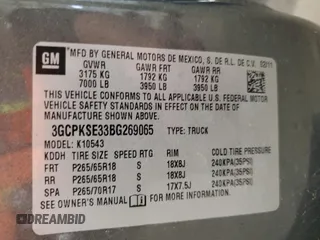 GM
MFD BY GENERAL MOTORS DE MEXICO, S. DE R.L. DE C.V. 03/11
GVWR GAWR FRT GAWR RR
3175 KG 1792 KG 1792 KG
7000 LB 3950 LB 3950 LB
THIS VEHICLE CONFORMS TO ALL APPLICABLE U.S. FEDERAL MOTOR
VEHICLE SAFETY STANDARDS IN EFFECT ON THE DATE OF
MANUFACTURE SHOWN ABOVE.
3GCPKSE33BG269065 TYPE: TRUCK
MODEL: K10543
KDDH TIRE SIZE SPEED RTG RIM COLD TIRE PRESSURE
FRT P265/65R18 S 18X8J 240KPA(35PSI)
RR P265/65R18 S 18X8J 240KPA(35PSI)
SPA P265/70R17 S 17X7.5J 240KPA(35PSI)
SEE OWNER'S MANUAL FOR MORE INFORMATION.
DREAMBID